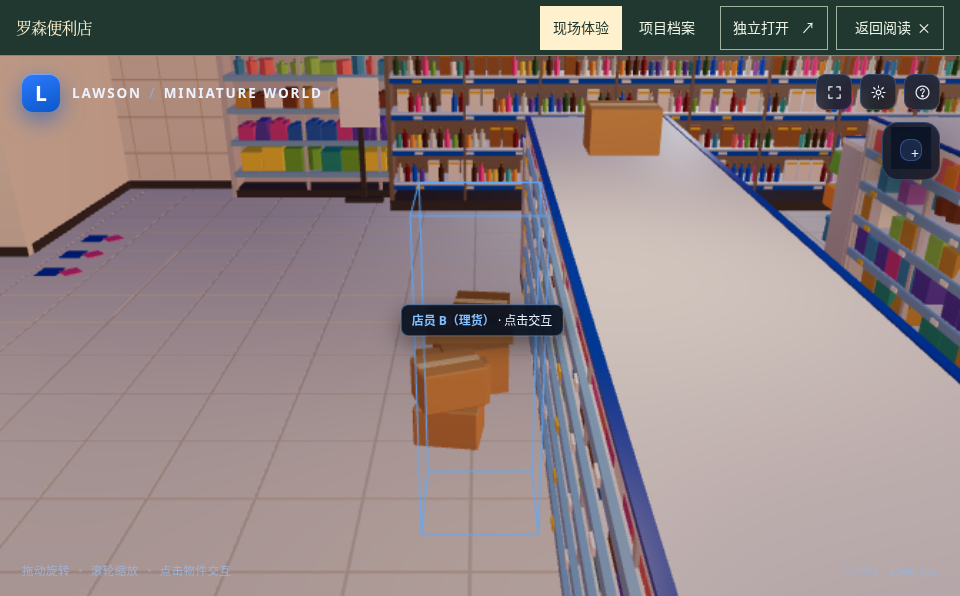 罗森便利店
现场体验
项目档案
独立打开 ↗
返回阅读 ×
L
LAWSON / MINIATURE WORLD /
店员 B（理货） · 点击交互
拖动旋转 · 滚轮缩放 · 点击物件交互